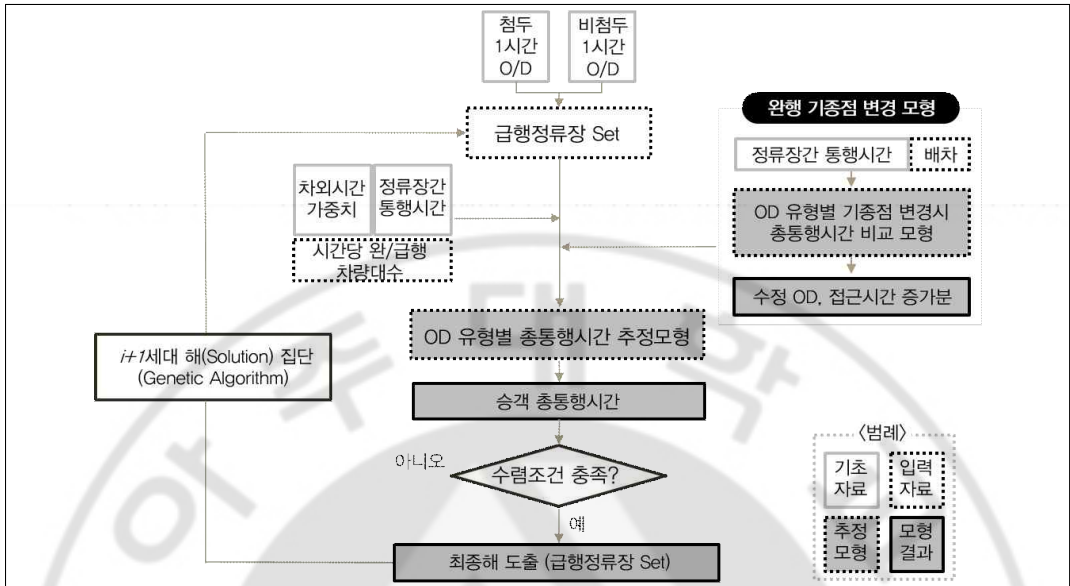 첨두
1시간
O/D
비첨두
1시간
O/D
급행정류장 Set
차외시간
가중치
정류장간
통행시간
시간당 완/급행
차량대수
완행 기종점 변경 모형
정류장간 통행시간
배차
OD 유형별 기종점 변경시
총통행시간 비교 모형
수정 OD, 접근시간 증가분
OD 유형별 총통행시간 추정모형
i+1세대 해(Solution) 집단
(Genetic Algorithm)
승객 총통행시간
아니오
수렴조건 충족?
예
최종해 도출 (급행정류장 Set)
〈범례〉
기초
자료
입력
자료
추정
모형
모형
결과
아주대학